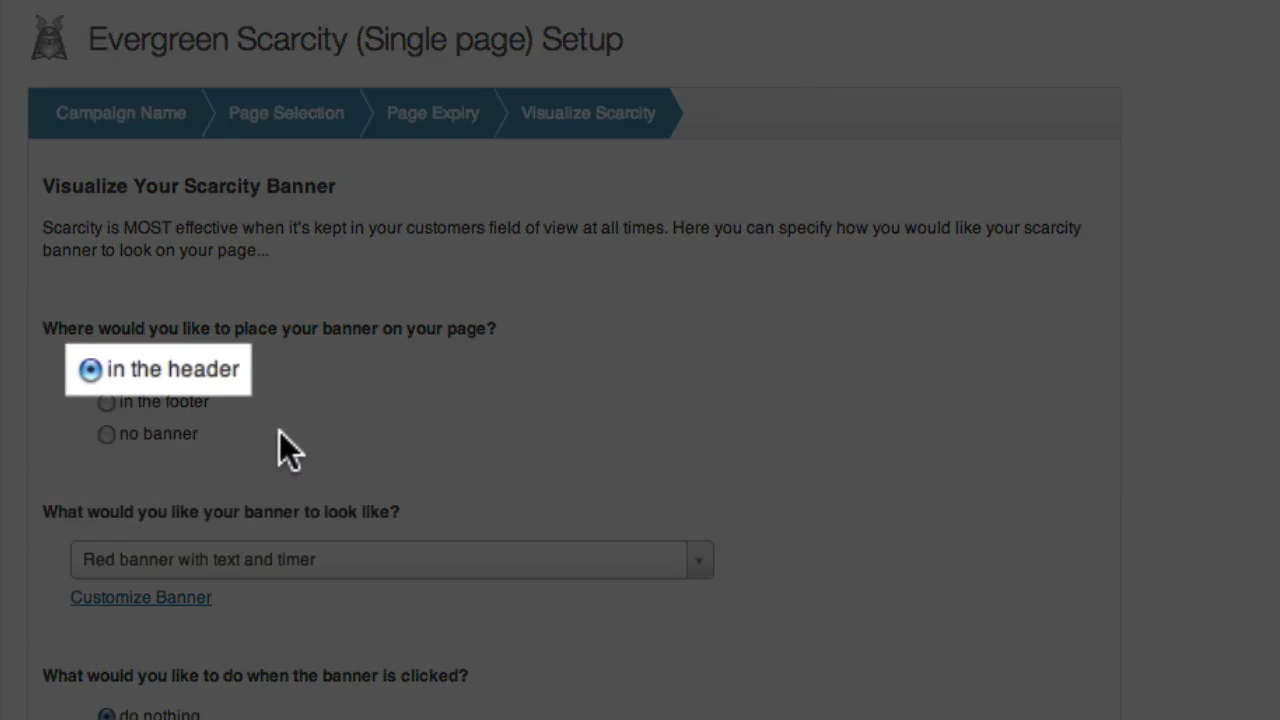 Evergreen Scarcity (Single page) Setup
Campaign Name Page Selection Page Expiry Visualize Scarcity
Visualize Your Scarcity Banner
Scarcity is MOST effective when it's kept in your customers field of view at all times. Here you can specify how you would like your scarcity
banner to look on your page...
Where would you like to place your banner on your page?
in the header
in the footer
no banner
What would you like your banner to look like?
Red banner with text and timer
Customize Banner
What would you like to do when the banner is clicked?
do nothing